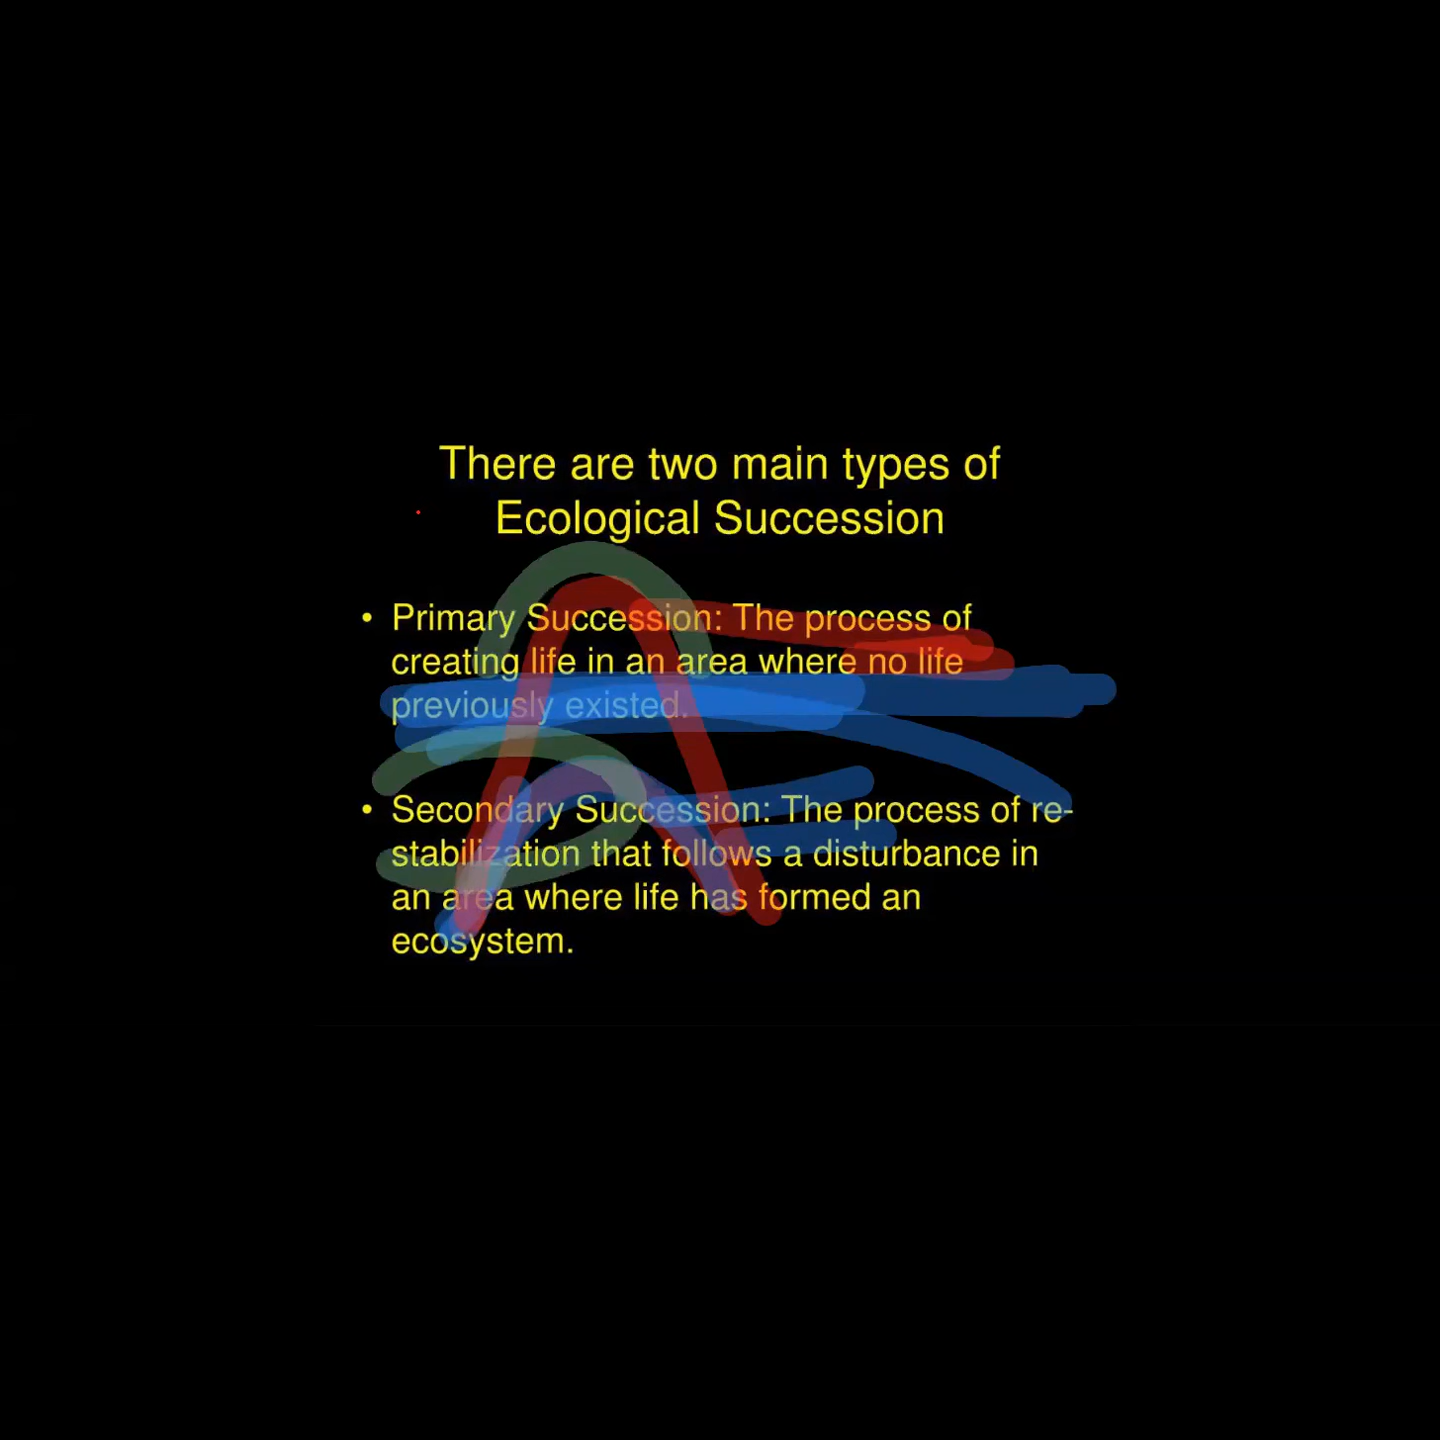 There are two main types of
Ecological Succession
• Primary Succession: The process of
creating life in an area where no life
previously existed.
• Secondary Succession: The process of re-
stabilization that follows a disturbance in
an area where life has formed an
ecosystem.